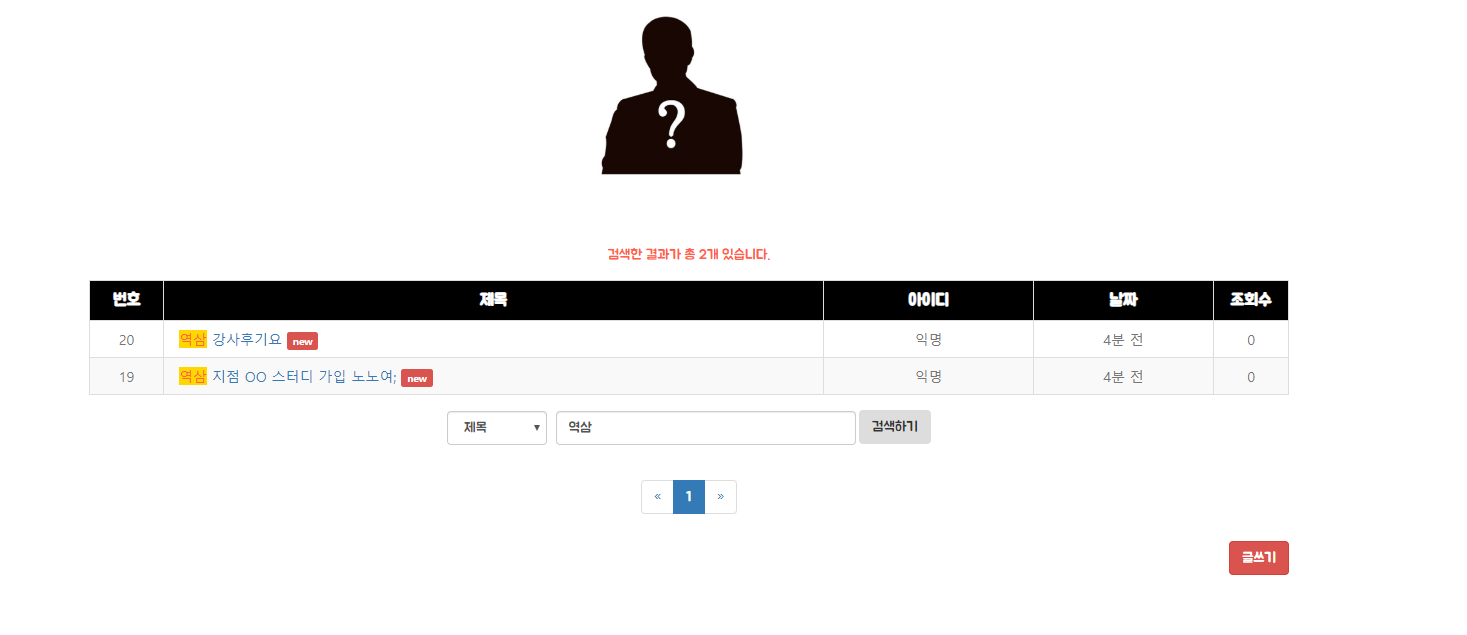 ?
검색한 결과가 총 2개 있습니다.
번호 제목 아이디 날짜 조회수
20 역삼 강사후기요 new 익명 4분 전 0
19 역삼 지점 OO 스터디 가입 노노여; new 익명 4분 전 0
제목 ▾ 역삼 검색하기
« 1 »
글쓰기